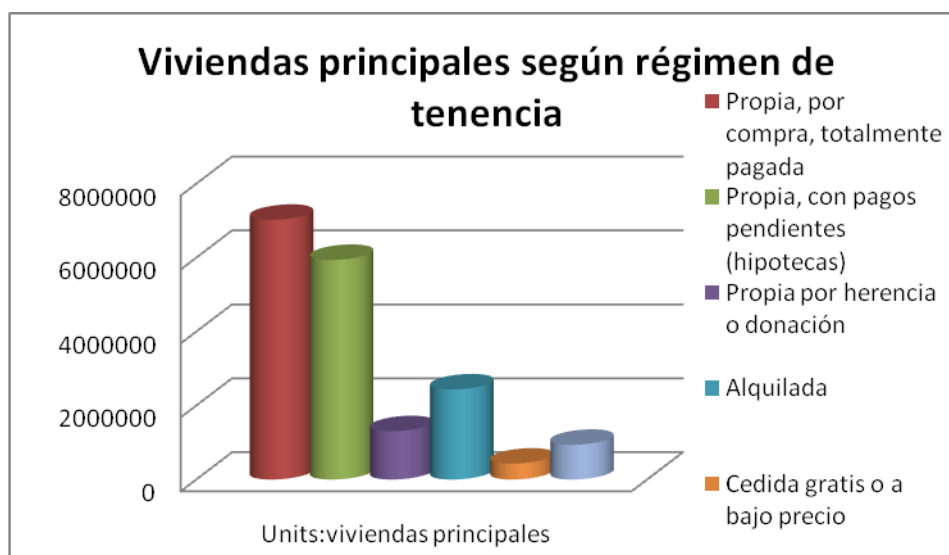 Viviendas principales según régimen de
tenencia
8000000
6000000
4000000
2000000
0
Units:viviendas principales
Propia, por
compra, totalmente
pagada
Propia, con pagos
pendientes
(hipotecas)
Propia por herencia
o donación
Alquilada
Cedida gratis o a
bajo precio